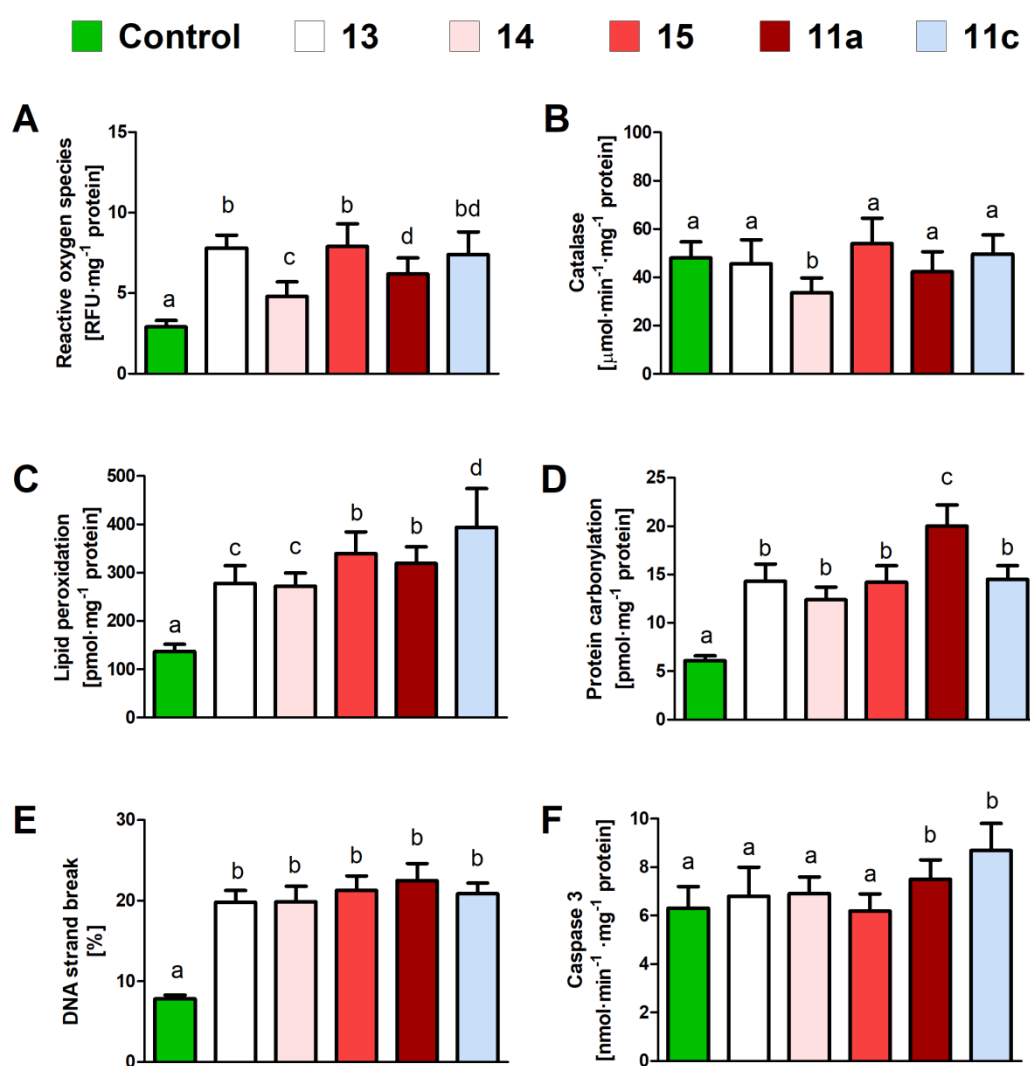 Control 13 14 15 11a 11c
A
Reactive oxygen species
[RFU·mg⁻¹ protein]
15
10
5
0
a b c b d bd
B
Catalase
[μmol·min⁻¹·mg⁻¹ protein]
100
80
60
40
20
0
a a b a a a
C
Lipid peroxidation
[pmol·mg⁻¹ protein]
500
400
300
200
100
0
a c c b b d
D
Protein carbonylation
[pmol·mg⁻¹ protein]
25
20
15
10
5
0
a b b b c b
E
DNA strand break
[%]
30
20
10
0
a b b b b b
F
Caspase 3
[nmol·min⁻¹ ·mg⁻¹ protein]
10
8
6
4
2
0
a a a a b b